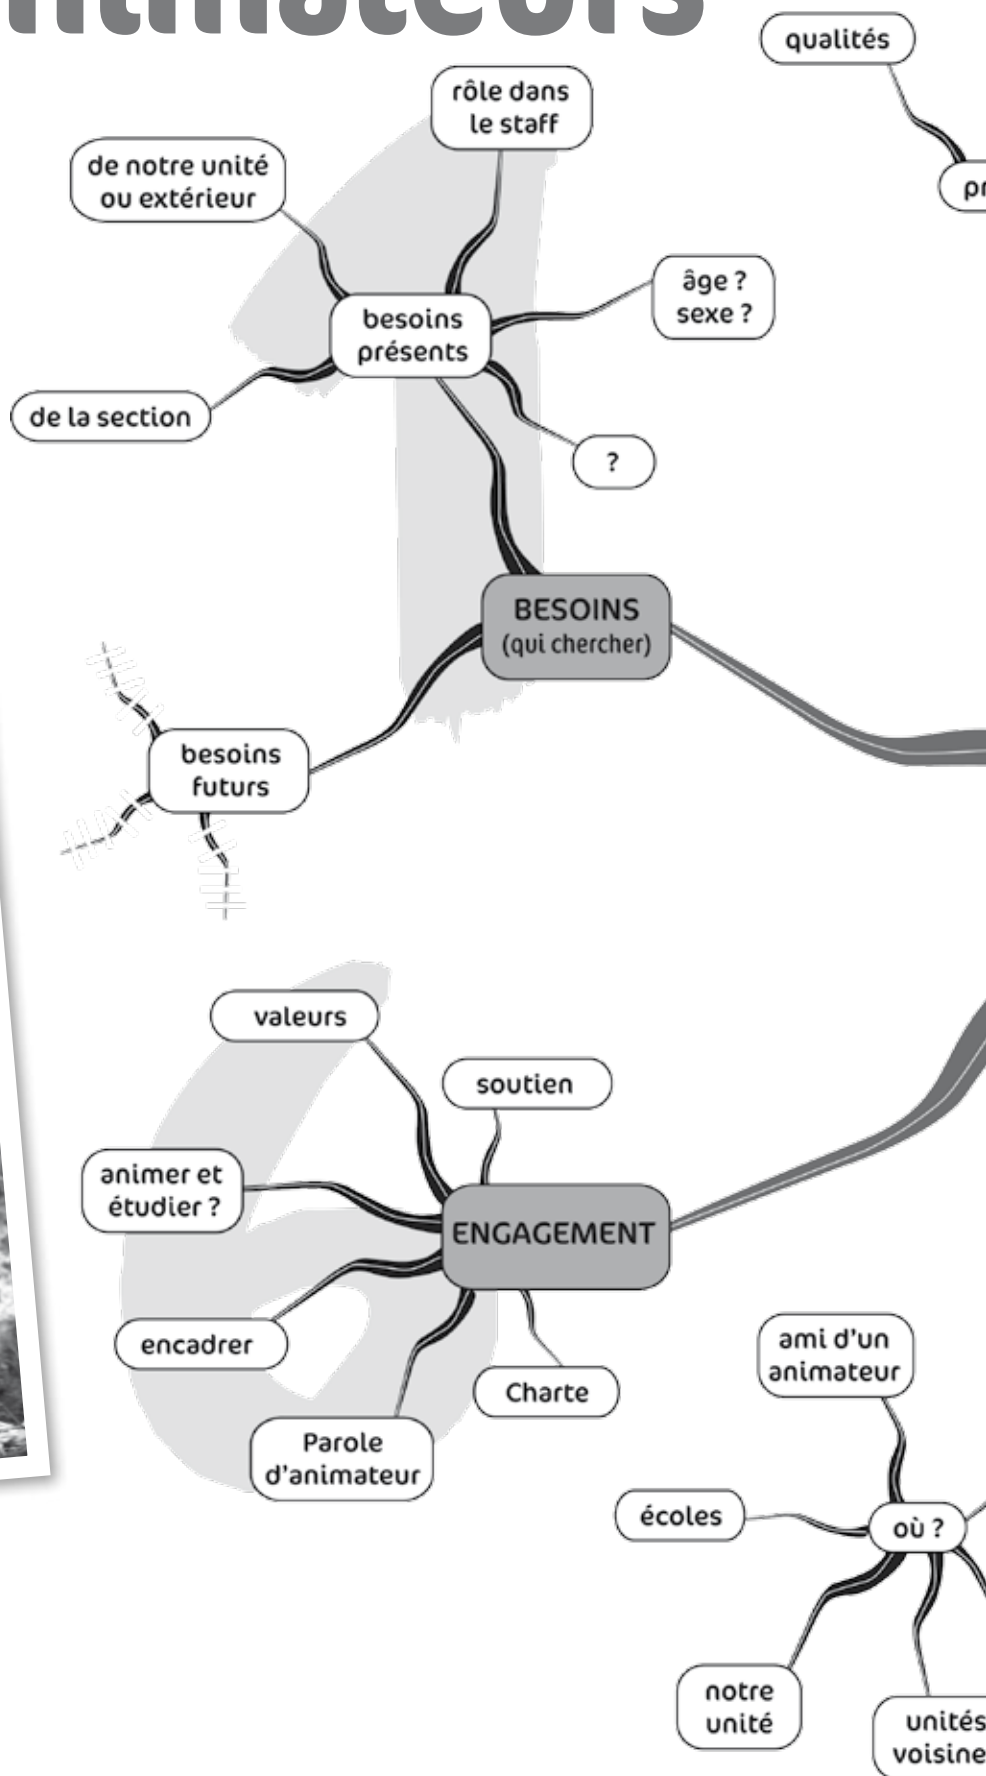 qualités
rôle dans
le staff
de notre unité
ou extérieur
âge ?
sexe ?
besoins
présents
de la section
?
BESOINS
(qui chercher)
besoins
futurs
valeurs
soutien
animer et
étudier ?
ENGAGEMENT
encadrer
Charte
Parole
d'animateur
ami d'un
animateur
écoles
où ?
notre
unité
unités
voisine